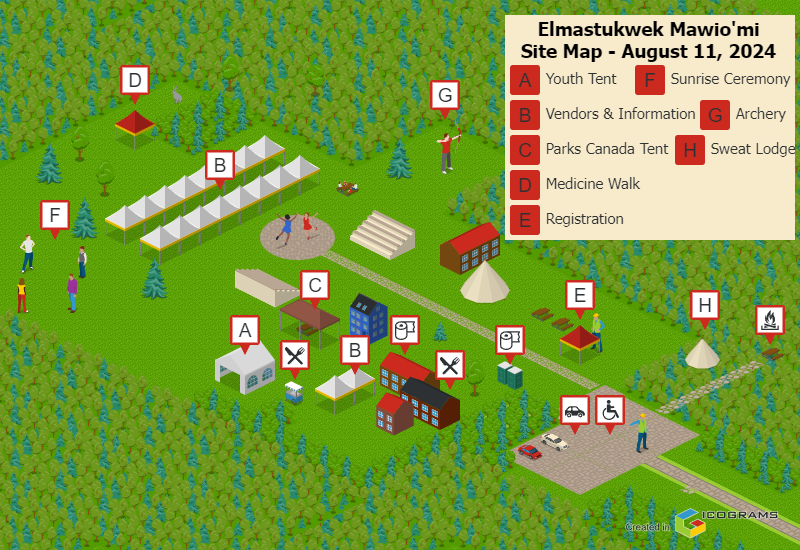 Elmastukwek Mawio'mi
Site Map - August 11, 2024
A Youth Tent F Sunrise Ceremony
B Vendors & Information G Archery
C Parks Canada Tent H Sweat Lodge
D Medicine Walk
E Registration
D
G
B
F
C
E
H
A
B
Created in ICOGRAMS